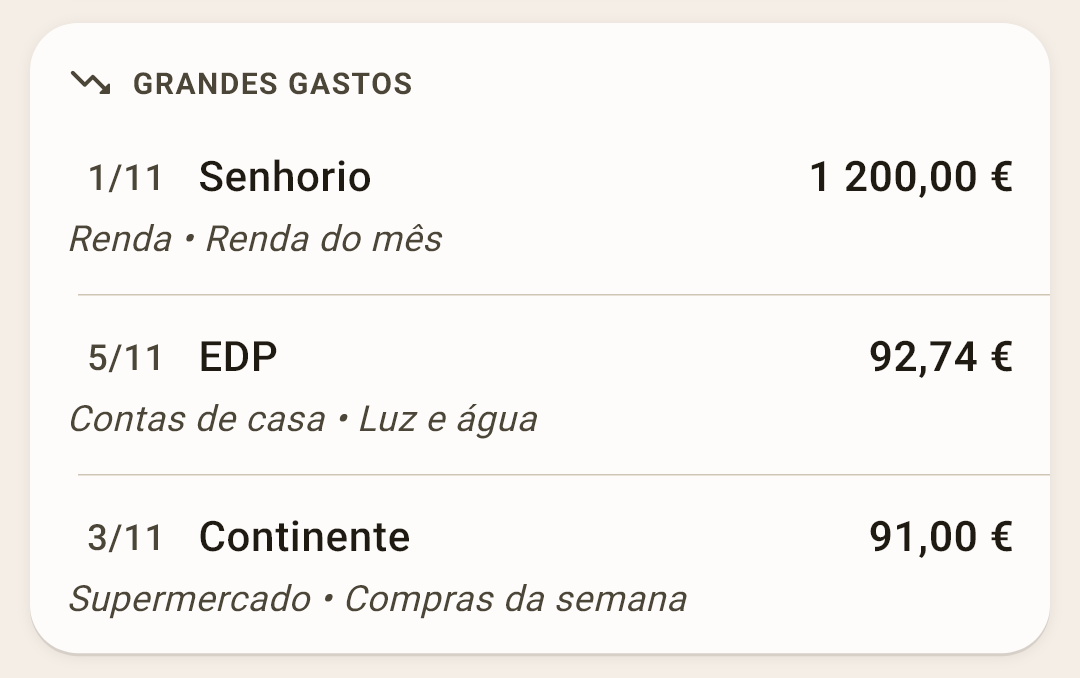 GRANDES GASTOS
1/11 Senhorio 1 200,00 €
Renda • Renda do mês
5/11 EDP 92,74 €
Contas de casa • Luz e água
3/11 Continente 91,00 €
Supermercado • Compras da semana